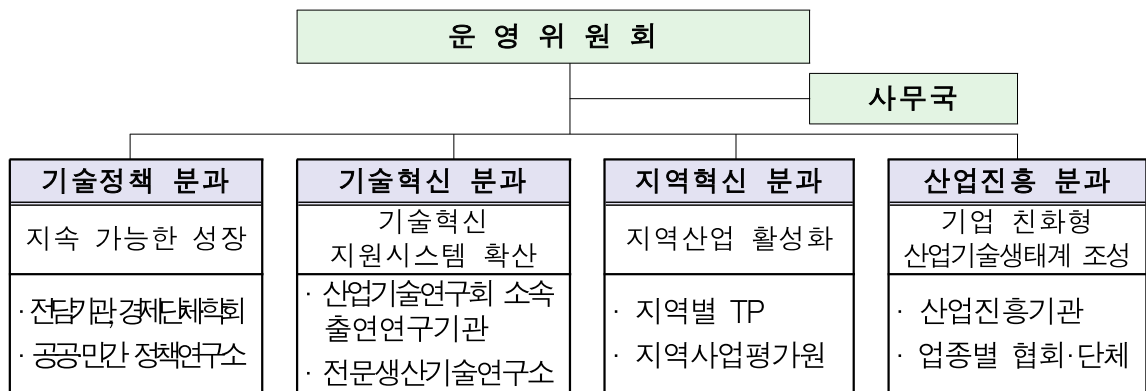 운 영 위 원 회
사무국
기술정책 분과
지속 가능한 성장
· 전담기관, 경제단체, 학회
· 공공·민간 정책연구소
기술혁신 분과
기술혁신
지원시스템 확산
· 산업기술연구회 소속
출연연구기관
· 전문생산기술연구소
지역혁신 분과
지역산업 활성화
· 지역별 TP
· 지역사업평가원
산업진흥 분과
기업 친화형
산업기술생태계 조성
· 산업진흥기관
· 업종별 협회·단체